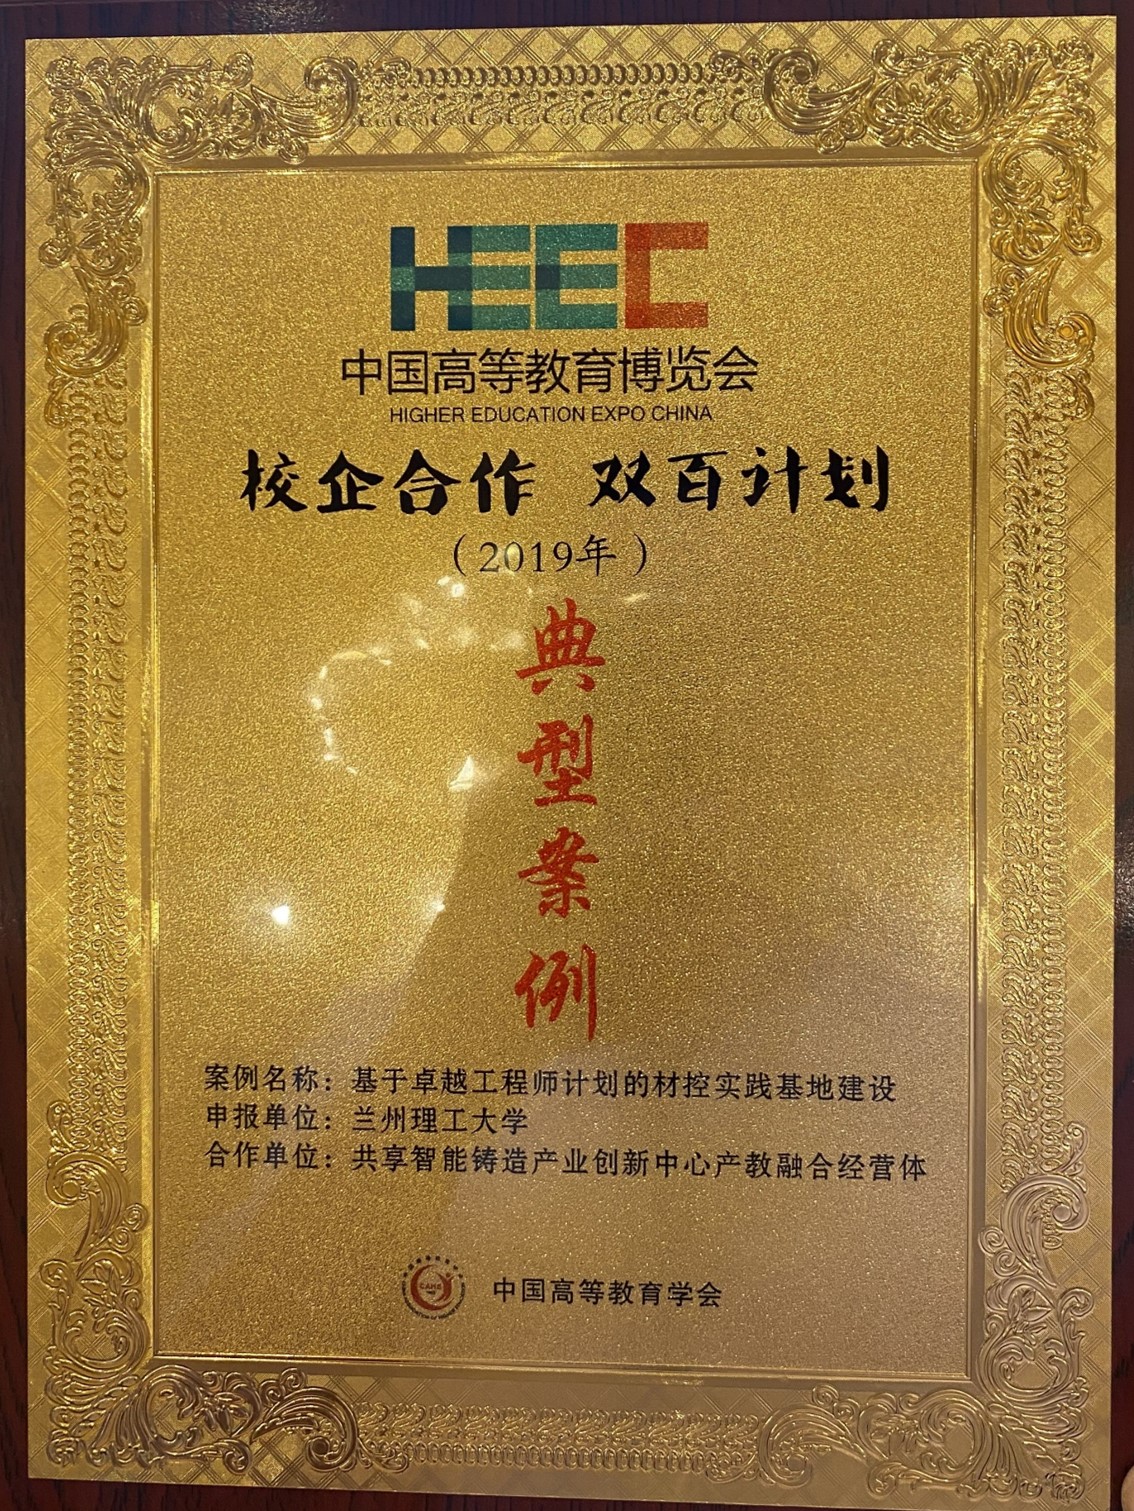 HEEC
中国高等教育博览会
HIGHER EDUCATION EXPO CHINA
校企合作 双百计划
（2019年）
典型案例
案例名称：基于卓越工程师计划的材控实践基地建设
申报单位：兰州理工大学
合作单位：共享智能铸造产业创新中心产教融合经营体
中国高等教育学会